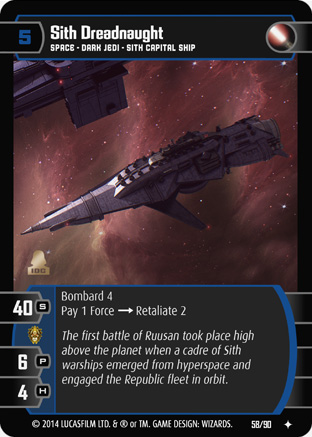 5
Sith Dreadnaught
SPACE • DARK JEDI • SITH CAPITAL SHIP
IDC
40 S
Bombard 4
Pay 1 Force → Retaliate 2
6 P
The first battle of Ruusan took place high
above the planet when a cadre of Sith
warships emerged from hyperspace and
engaged the Republic fleet in orbit.
4 H
© 2014 LUCASFILM LTD. & ® or TM. GAME DESIGN: WIZARDS.
58/90